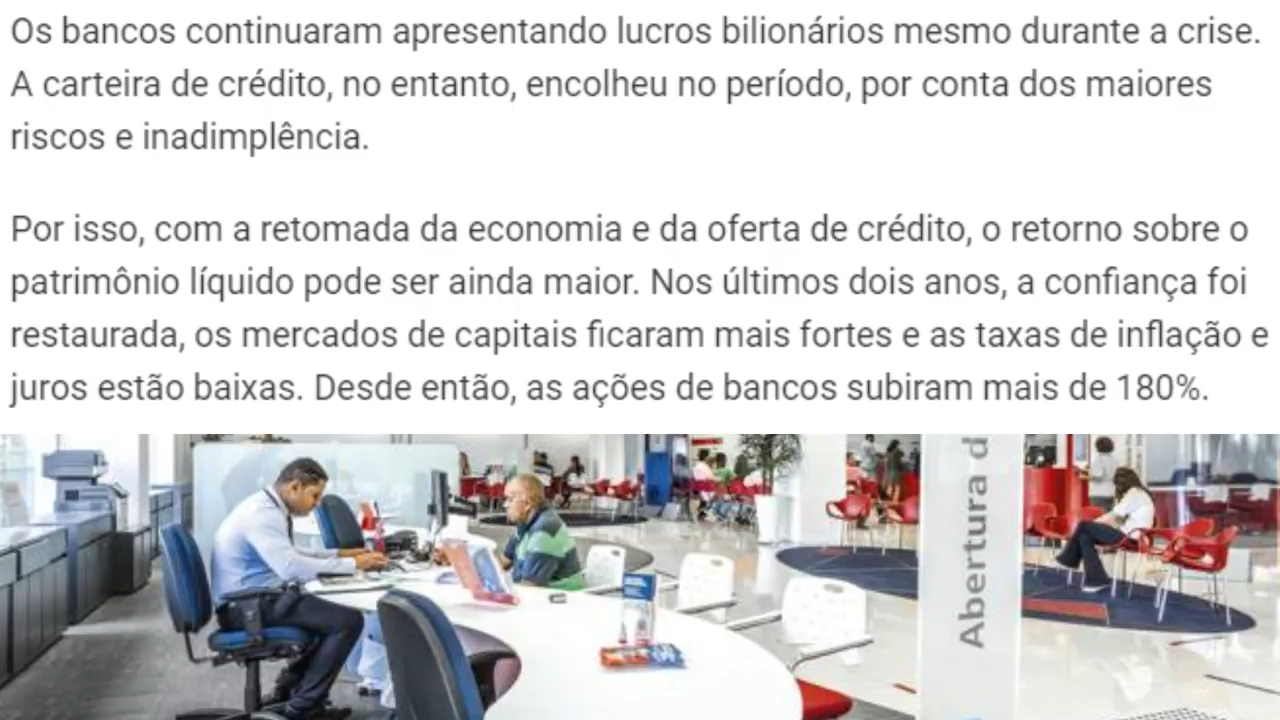 Os bancos continuaram apresentando lucros bilionários mesmo durante a crise.
A carteira de crédito, no entanto, encolheu no período, por conta dos maiores
riscos e inadimplência.
Por isso, com a retomada da economia e da oferta de crédito, o retorno sobre o
patrimônio líquido pode ser ainda maior. Nos últimos dois anos, a confiança foi
restaurada, os mercados de capitais ficaram mais fortes e as taxas de inflação e
juros estão baixas. Desde então, as ações de bancos subiram mais de 180%.
Abertura d